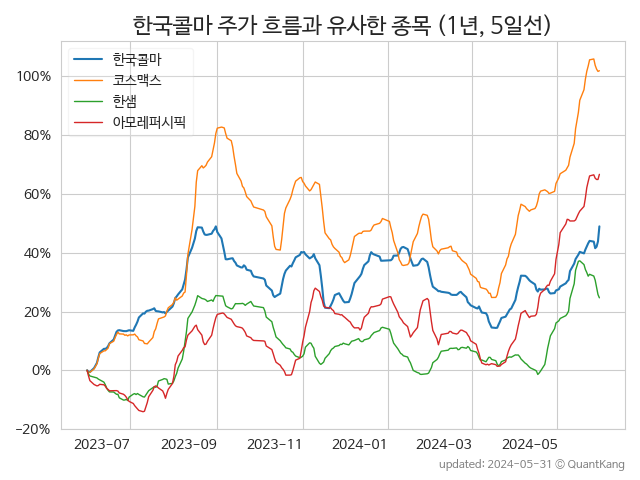 한국콜마 주가 흐름과 유사한 종목 (1년, 5일선)
한국콜마
코스맥스
한샘
아모레퍼시픽
100%
80%
60%
40%
20%
0%
−20%
2023-07 2023-09 2023-11 2024-01 2024-03 2024-05
updated: 2024-05-31 © QuantKang